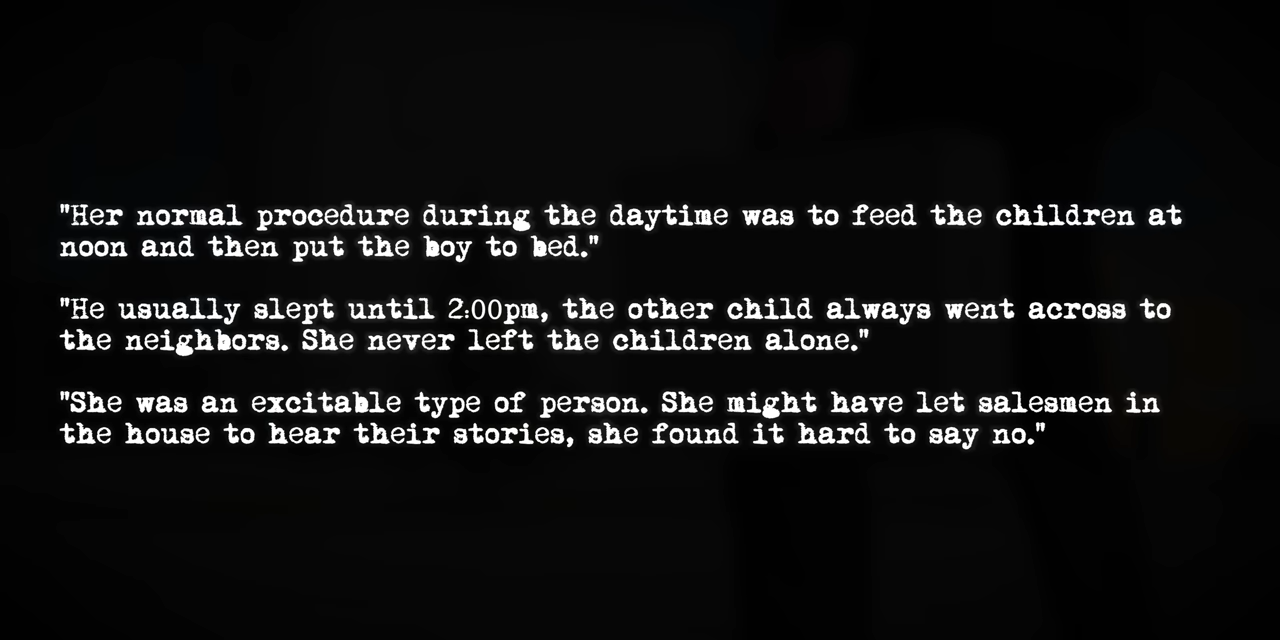 "Her normal procedure during the daytime was to feed the children at
noon and then put the boy to bed."
"He usually slept until 2:00pm, the other child always went across to
the neighbors. She never left the children alone."
"She was an excitable type of person. She might have let salesmen in
the house to hear their stories, she found it hard to say no."